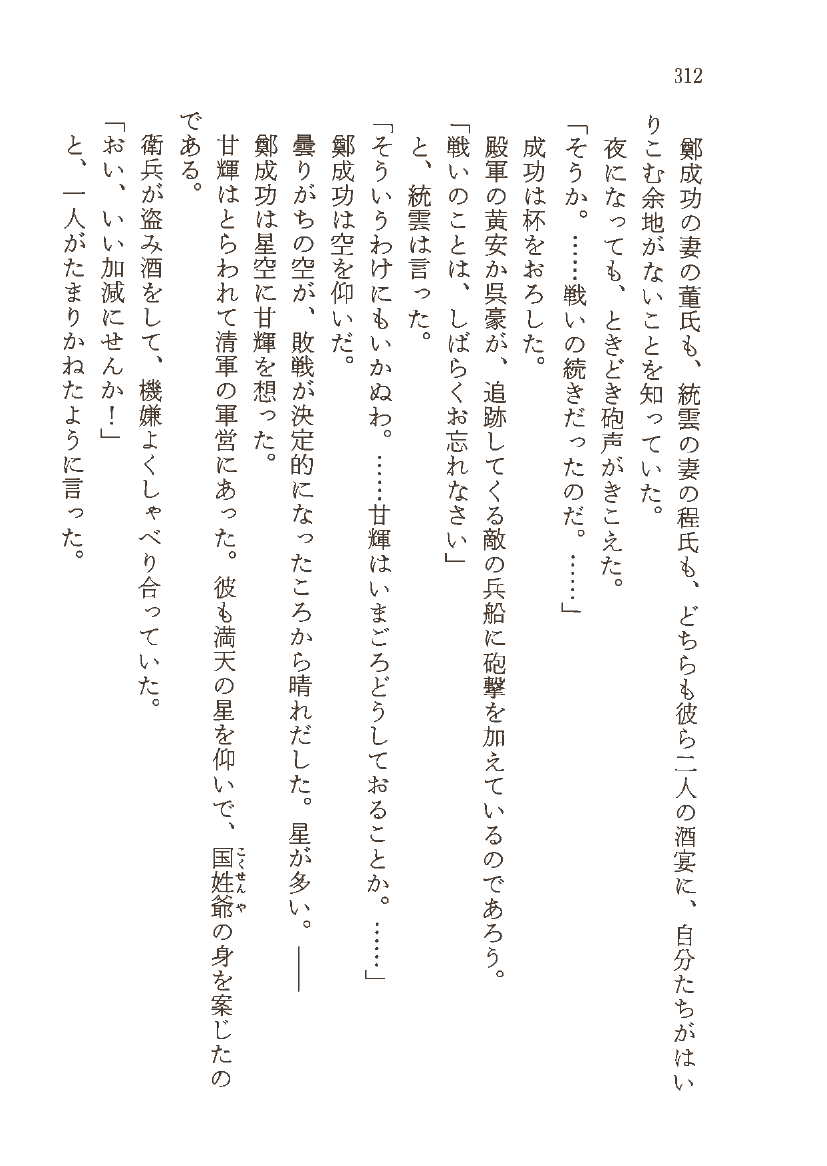 312
鄭成功の妻の董氏も、統雲の妻の程氏も、どちらも彼ら二人の酒宴に、自分たちがはい
りこむ余地がないことを知っていた。
夜になっても、ときどき砲声がきこえた。
「そうか。……戦いの続きだったのだ。……」
成功は杯をおろした。
殿軍の黄安か呉豪が、追跡してくる敵の兵船に砲撃を加えているのであろう。
「戦いのことは、しばらくお忘れなさい」
と、統雲は言った。
「そういうわけにもいかぬわ。……甘輝はいまごろどうしておることか。……」
鄭成功は空を仰いだ。
曇りがちの空が、敗戦が決定的になったころから晴れだした。星が多い。――
鄭成功は星空に甘輝を想った。
甘輝はとらわれて清軍の軍営にあった。彼も満天の星を仰いで、国姓爺の身を案じたの
こくせんや
である。
衛兵が盗み酒をして、機嫌よくしゃべり合っていた。
「おい、いい加減にせんか！」
と、一人がたまりかねたように言った。